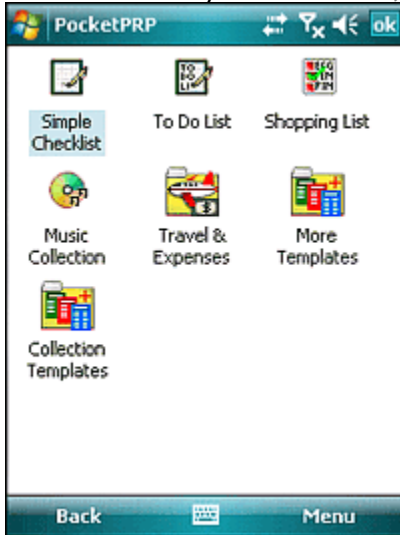 PocketPRP ok
Simple To Do List Shopping List
Checklist
Music Travel & More
Collection Expenses Templates
Collection
Templates
Back Menu